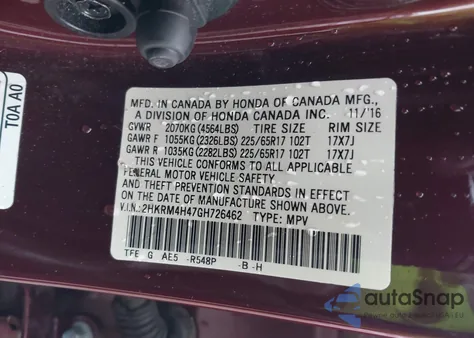 TOA A0
MFD. IN CANADA BY HONDA OF CANADA MFG.,
A DIVISION OF HONDA CANADA INC. 11/'16
GVWR 2070KG (4564LBS) TIRE SIZE RIM SIZE
GAWR F 1055KG (2326LBS) 225/65R17 102T 17X7J
GAWR R 1035KG (2282LBS) 225/65R17 102T 17X7J
THIS VEHICLE CONFORMS TO ALL APPLICABLE
FEDERAL MOTOR VEHICLE SAFETY
AND THEFT PREVENTION STANDARDS IN EFFECT ON
THE DATE OF MANUFACTURE SHOWN ABOVE.
V.I.N.:2HKRM4H47GH726462 TYPE: MPV
TFE G AE5 -R548P -B-H
autoSnap